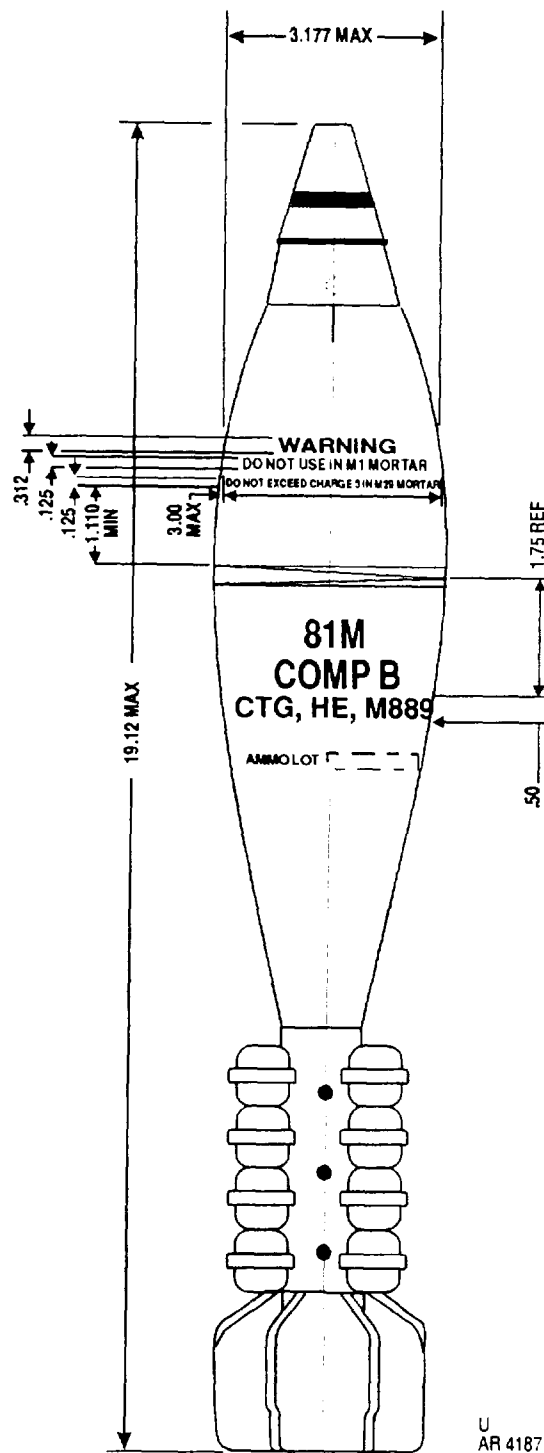 3.177 MAX
WARNING
DO NOT USE IN M1 MORTAR
DO NOT EXCEED CHARGE 3 IN M29 MORTAR
.312
.125
.125
1.110
MIN
3.00
MAX
1.75 REF
81M
COMP B
CTG, HE, M889
19.12 MAX
.50
AMMO LOT
U
AR 4187